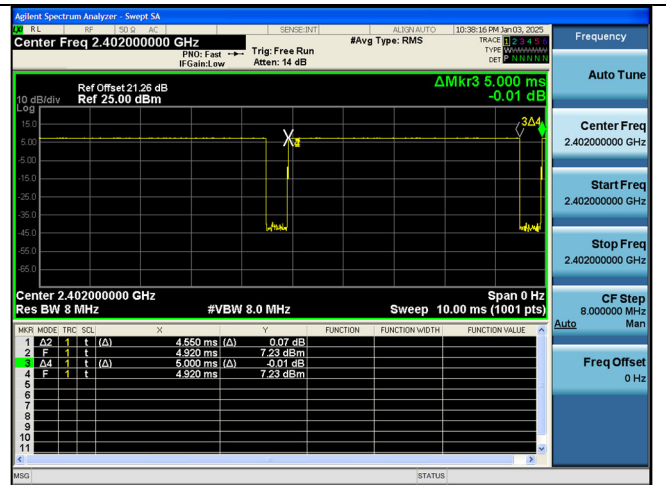 Agilent Spectrum Analyzer - Swept SA
LXI RL RF 50 Ω AC SENSE:INT ALIGN AUTO 10:38:16 PM Jan 03, 2025
Center Freq 2.402000000 GHz
PNO: Fast
IFGain:Low
Trig: Free Run
Atten: 14 dB
#Avg Type: RMS
TRACE 1 2 3 4 5 6
TYPE
DET P N N N N N
Frequency
ΔMkr3 5.000 ms
-0.01 dB
Ref Offset 21.26 dB
10 dB/div Ref 25.00 dBm
Log
15.0
5.00
-5.00
-15.0
-25.0
-35.0
-45.0
-55.0
-65.0
3Δ4
Center 2.402000000 GHz Span 0 Hz
Res BW 8 MHz #VBW 8.0 MHz Sweep 10.00 ms (1001 pts)
MKR MODE TRC SCL X Y FUNCTION FUNCTION WIDTH FUNCTION VALUE
1 Δ2 1 t (Δ) 4.550 ms (Δ) 0.07 dB
2 F 1 t 4.920 ms 7.23 dBm
3 Δ4 1 t (Δ) 5.000 ms (Δ) -0.01 dB
4 F 1 t 4.920 ms 7.23 dBm
5
6
7
8
9
10
11
MSG STATUS
Auto Tune
Center Freq
2.402000000 GHz
Start Freq
2.402000000 GHz
Stop Freq
2.402000000 GHz
CF Step
8.000000 MHz
Auto Man
Freq Offset
0 Hz